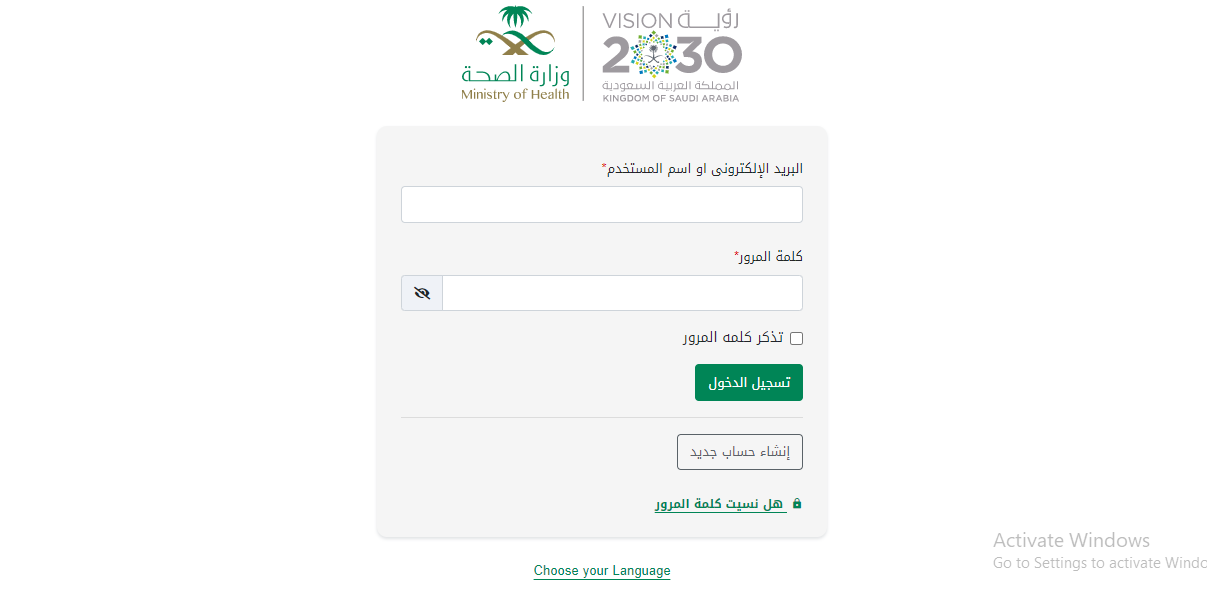 وزارة الصحة
Ministry of Health
VISION رؤيــة
2030
المملكة العربية السعودية
KINGDOM OF SAUDI ARABIA
البريد الإلكترونى او اسم المستخدم*
كلمة المرور*
تذكر كلمه المرور
تسجيل الدخول
إنشاء حساب جديد
هل نسيت كلمة المرور
Choose your Language
Activate Windows
Go to Settings to activate Windo